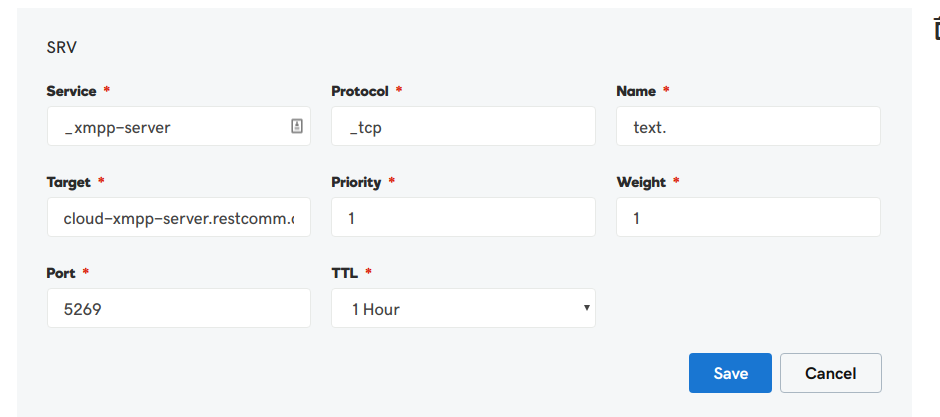 SRV
Service * Protocol * Name *
_xmpp-server _tcp text.
Target * Priority * Weight *
cloud-xmpp-server.restcomm.c 1 1
Port * TTL *
5269 1 Hour
Save Cancel